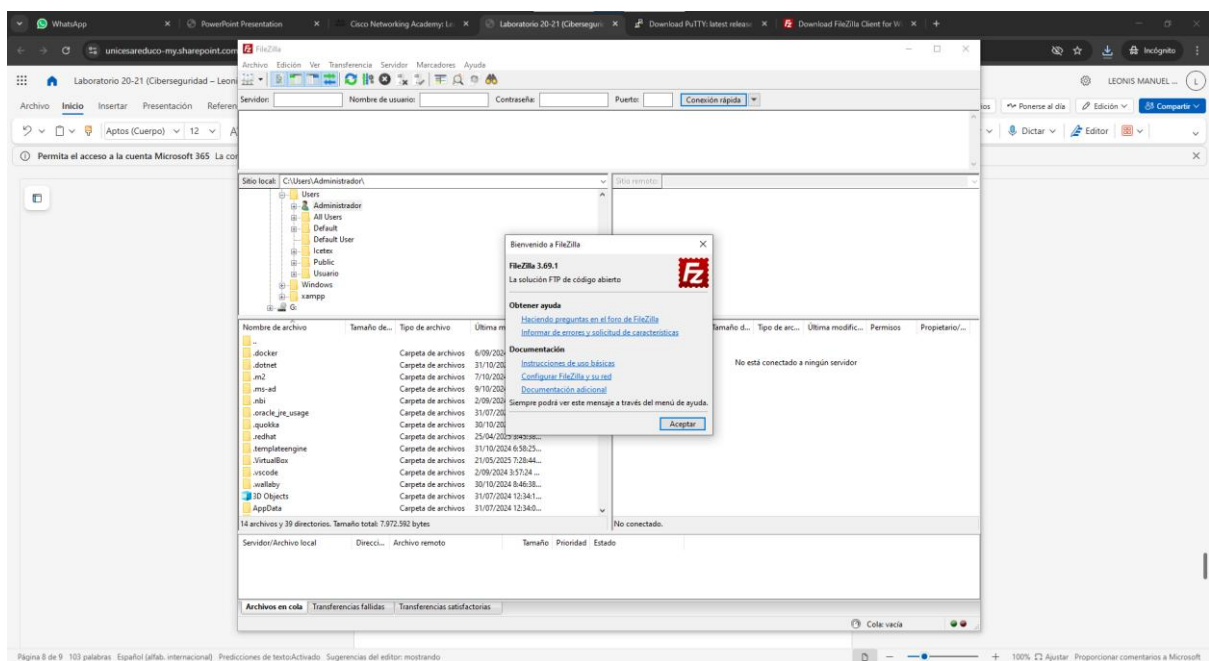 WhatsApp
PowerPoint Presentation
Cisco Networking Academy: L
Laboratorio 20-21 (Cibersegurid
Download PuTTY: latest release
Download FileZilla Client for Wi
unicesareduco-my.sharepoint.com
Incógnito
FileZilla
Archivo Edición Ver Transferencia Servidor Marcadores Ayuda
Laboratorio 20-21 (Ciberseguridad – Leoni
LEONIS MANUEL ... L
Servidor: Nombre de usuario: Contraseña: Puerto: Conexión rápida
Archivo Inicio Insertar Presentación Referen
ios Ponerse al día Edición Compartir
Aptos (Cuerpo) 12
Dictar Editor
Permita el acceso a la cuenta Microsoft 365 La co
Sitio local: C:\Users\Administrador\
Sitio remoto:
Users
Administrador
All Users
Default
Default User
Icetex
Public
Usuario
Windows
xampp
G:
Bienvenido a FileZilla
FileZilla 3.69.1
La solución FTP de código abierto
Obtener ayuda
Haciendo preguntas en el foro de FileZilla
Informar de errores y solicitud de características
Documentación
Instrucciones de uso básicas
Configurar FileZilla y su red
Documentación adicional
Siempre podrá ver este mensaje a través del menú de ayuda.
Aceptar
Nombre de archivo Tamaño de... Tipo de archivo Última m
..
.docker Carpeta de archivos 6/09/202
.dotnet Carpeta de archivos 31/10/20
.m2 Carpeta de archivos 7/10/202
.ms-ad Carpeta de archivos 9/10/202
.nbi Carpeta de archivos 2/09/202
.oracle_jre_usage Carpeta de archivos 31/07/20
.quokka Carpeta de archivos 30/10/20
.redhat Carpeta de archivos 25/04/2025
.templateengine Carpeta de archivos 31/10/2024 6:58:25...
.VirtualBox Carpeta de archivos 21/05/2025 7:28:44...
.vscode Carpeta de archivos 2/09/2024 3:57:24 ...
.wallaby Carpeta de archivos 30/10/2024 8:46:38...
3D Objects Carpeta de archivos 31/07/2024 12:34:1...
AppData Carpeta de archivos 31/07/2024 12:34:0...
14 archivos y 39 directorios. Tamaño total: 7.972.592 bytes
Tamaño d... Tipo de arc... Última modific... Permisos Propietario/...
No está conectado a ningún servidor
No conectado.
Servidor/Archivo local Direcci... Archivo remoto Tamaño Prioridad Estado
Archivos en cola Transferencias fallidas Transferencias satisfactorias
Cola: vacía
Página 8 de 9 103 palabras Español (alfab. internacional) Predicciones de texto:Activado Sugerencias del editor: mostrando
100% Ajustar Proporcionar comentarios a Microsoft